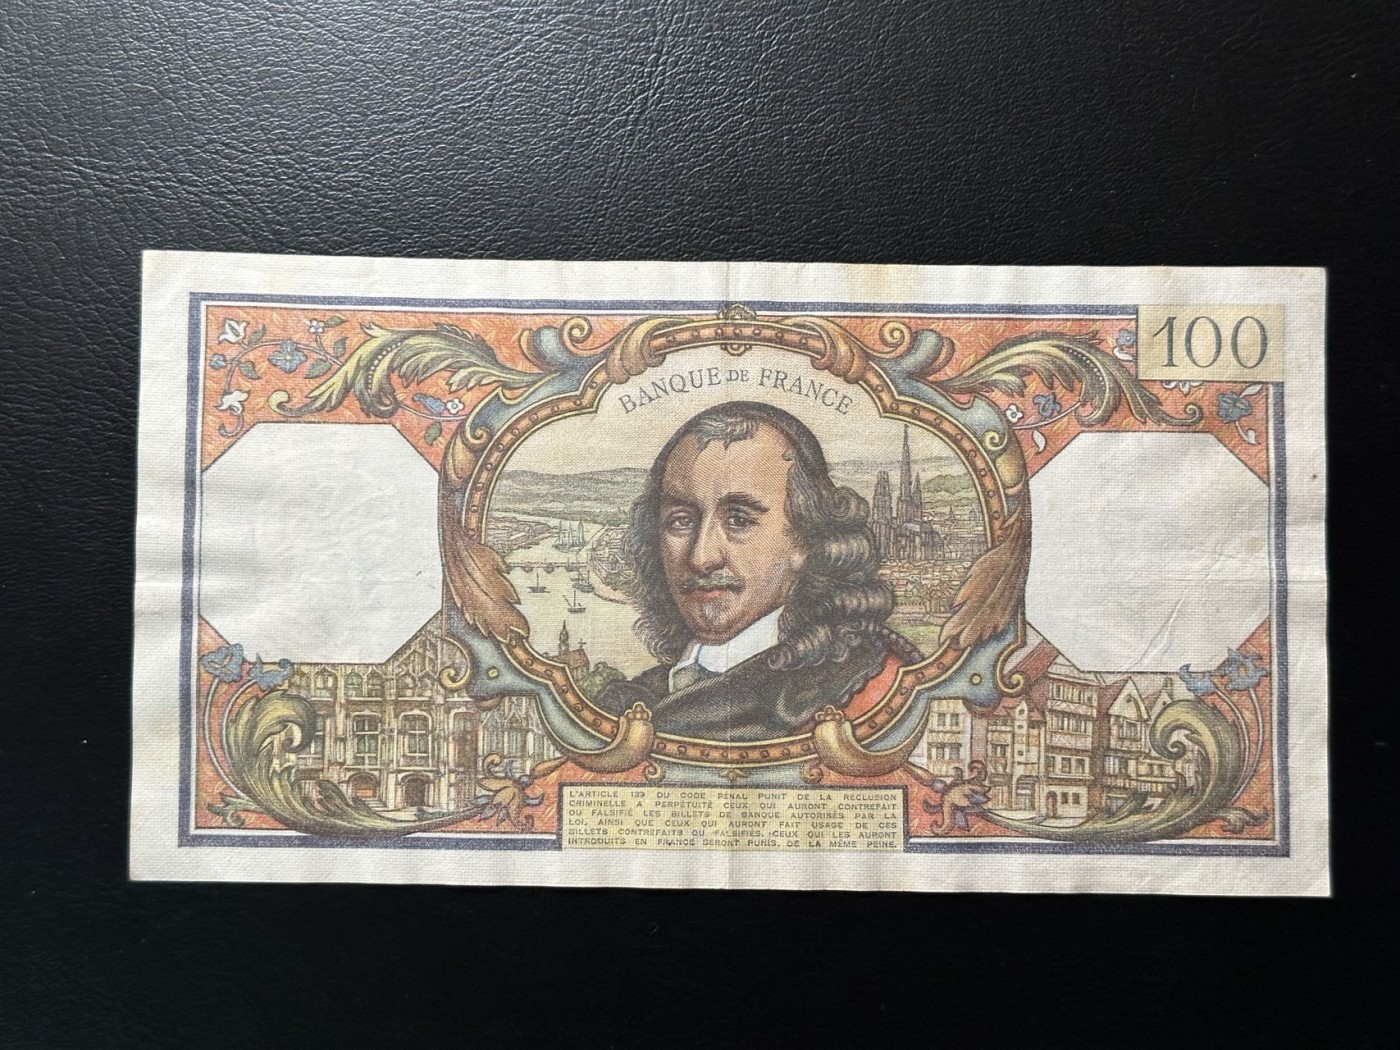 BANQUE DE FRANCE
100
L'ARTICLE 139 DU CODE PÉNAL PUNIT DE LA RÉCLUSION
CRIMINELLE A PERPÉTUITÉ CEUX QUI AURONT CONTREFAIT
OU FALSIFIÉ LES BILLETS DE BANQUE AUTORISÉS PAR LA
LOI, AINSI QUE CEUX QUI AURONT FAIT USAGE DE CES
BILLETS CONTREFAITS OU FALSIFIÉS. CEUX QUI LES AURONT
INTRODUITS EN FRANCE SERONT PUNIS, DE LA MÊME PEINE.